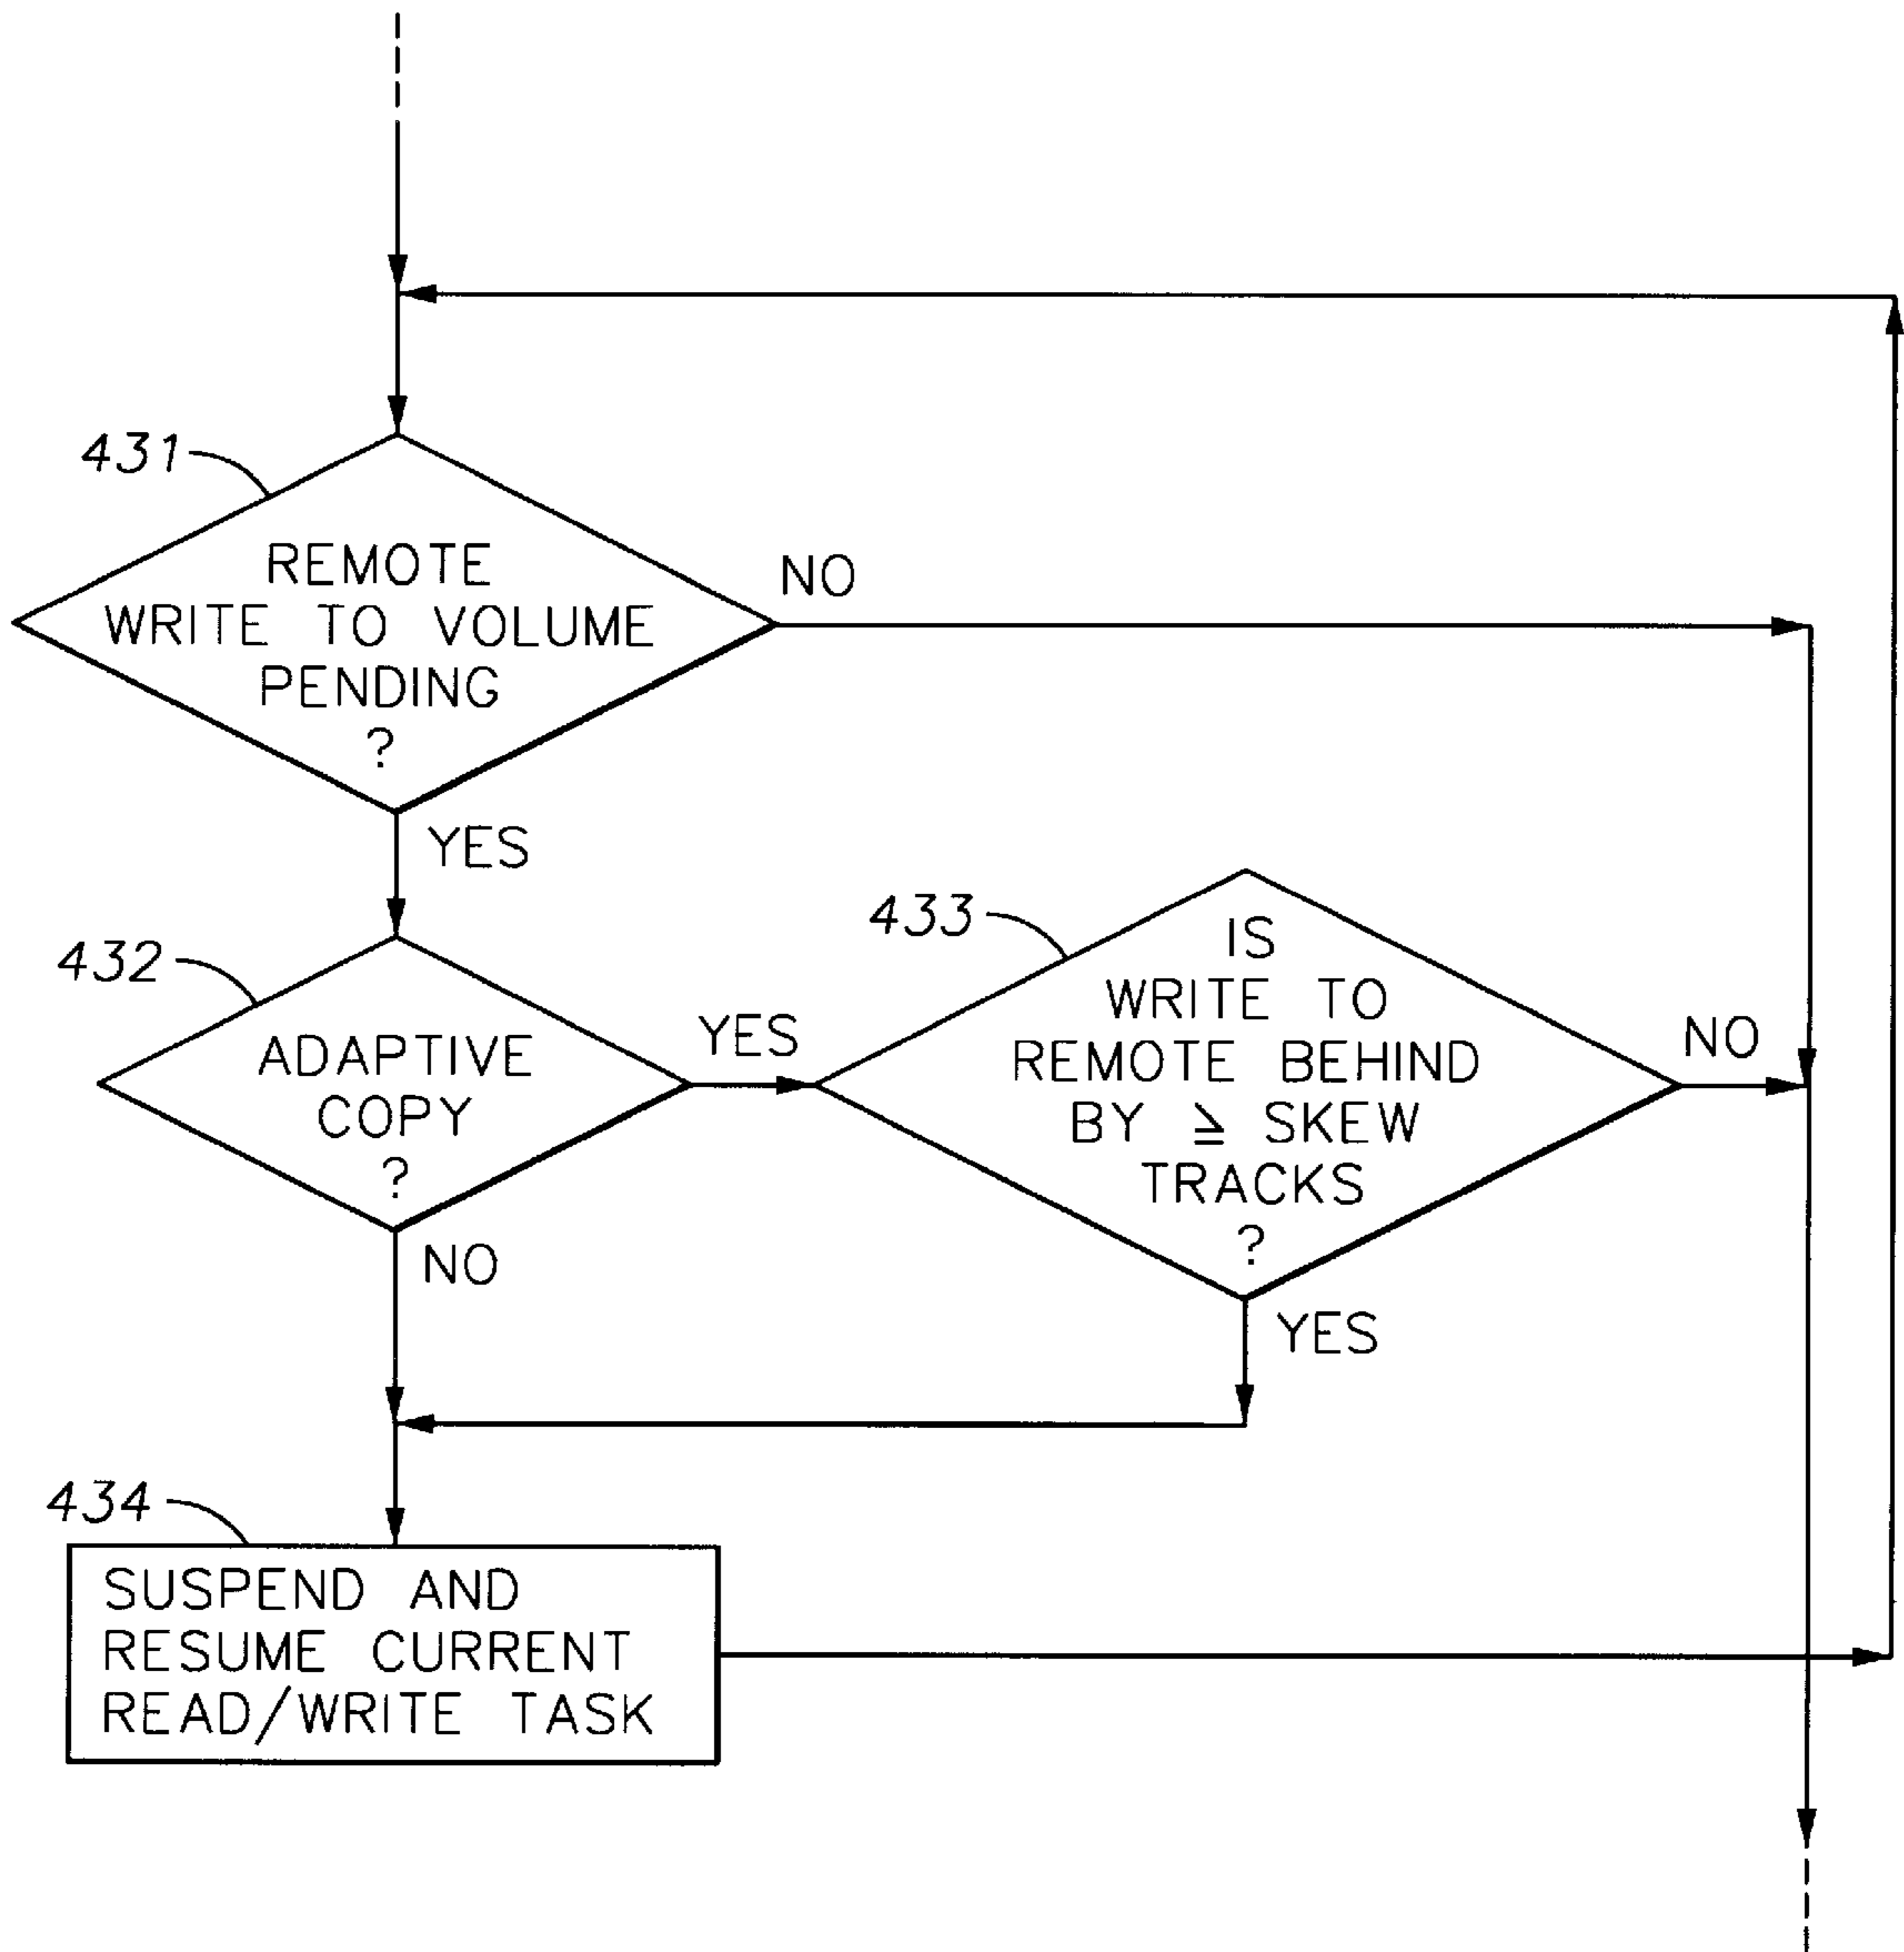 431
REMOTE
WRITE TO VOLUME
PENDING
?
NO
YES
432
ADAPTIVE
COPY
?
YES
NO
433
IS
WRITE TO
REMOTE BEHIND
BY ≥ SKEW
TRACKS
?
NO
YES
434
SUSPEND AND
RESUME CURRENT
READ/WRITE TASK